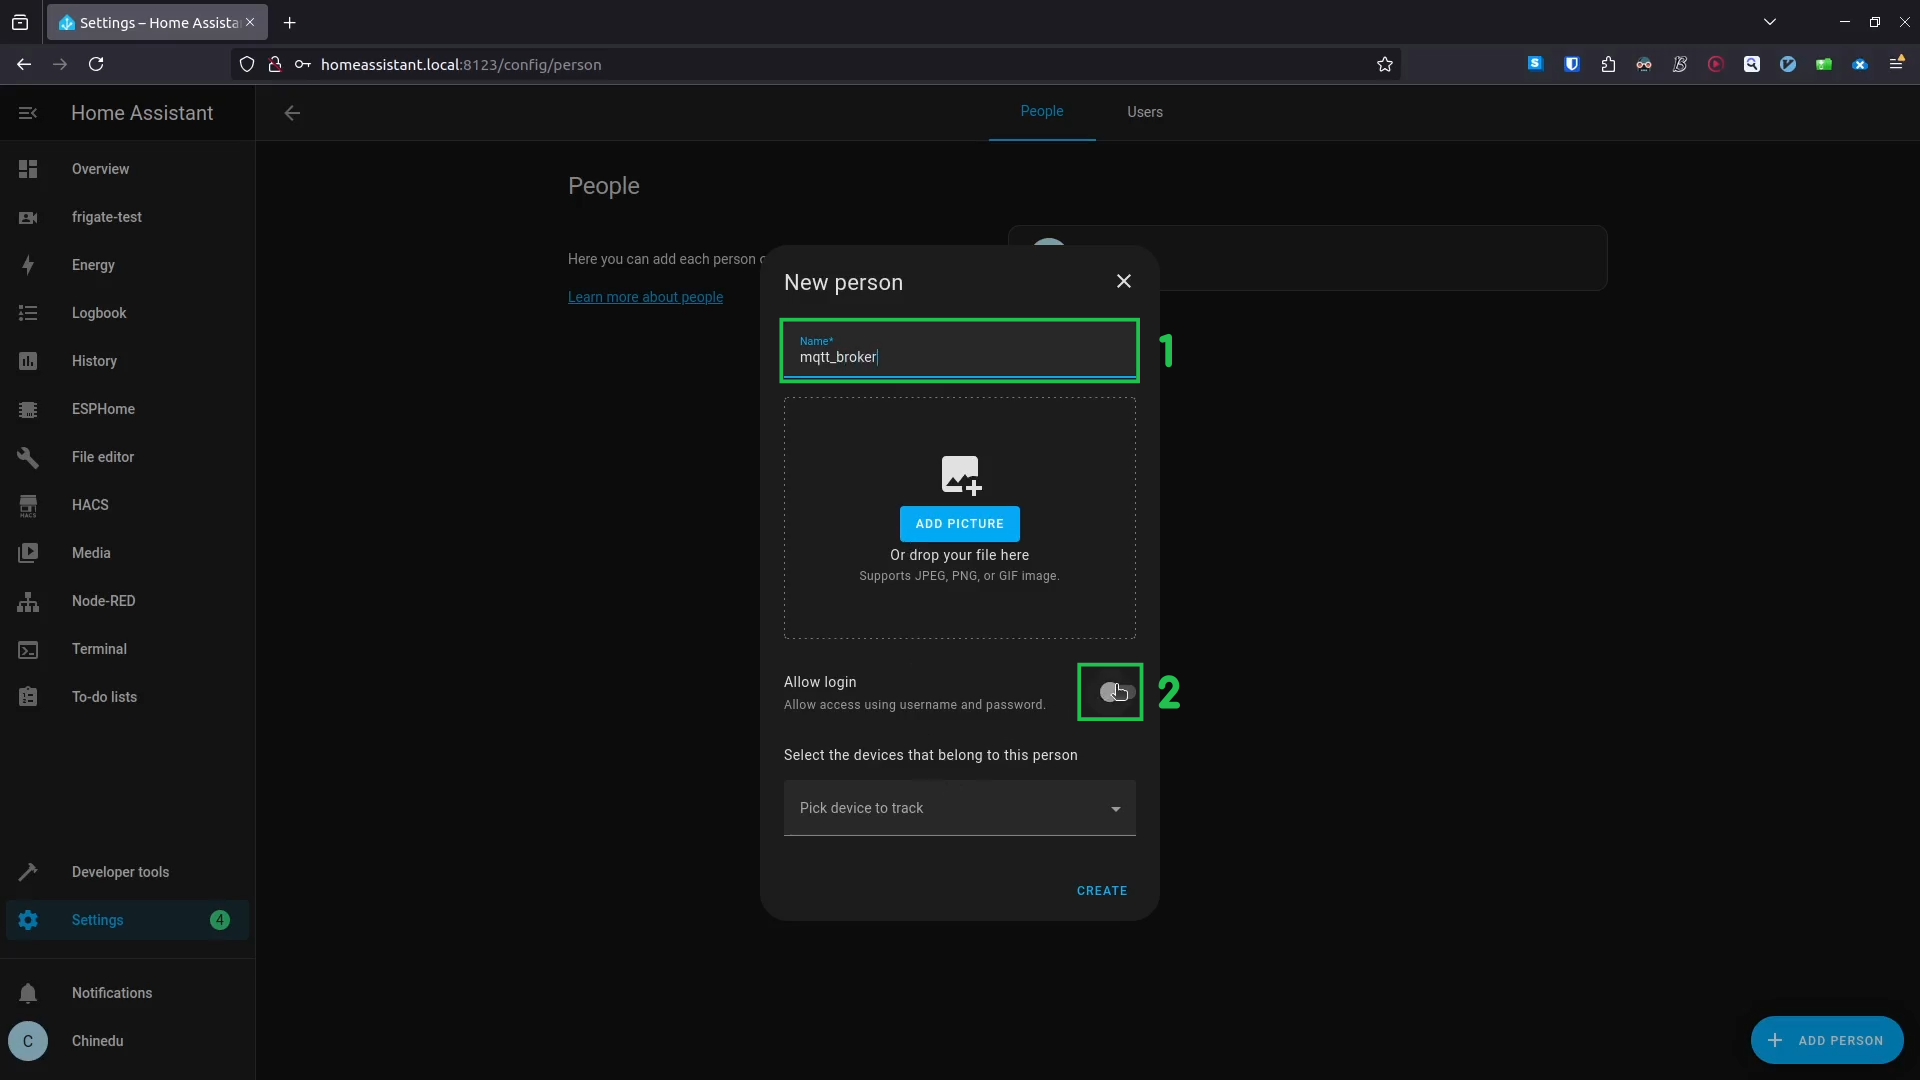 Settings – Home Assista
homeassistant.local:8123/config/person
Home Assistant
People
Users
Overview
frigate-test
Energy
Logbook
History
ESPHome
File editor
HACS
HACS
Media
Node-RED
Terminal
To-do lists
Developer tools
Settings
4
Notifications
C
Chinedu
People
Here you can add each person o
Learn more about people
New person
Name*
mqtt_broker
1
ADD PICTURE
Or drop your file here
Supports JPEG, PNG, or GIF image.
Allow login
Allow access using username and password.
2
Select the devices that belong to this person
Pick device to track
CREATE
ADD PERSON